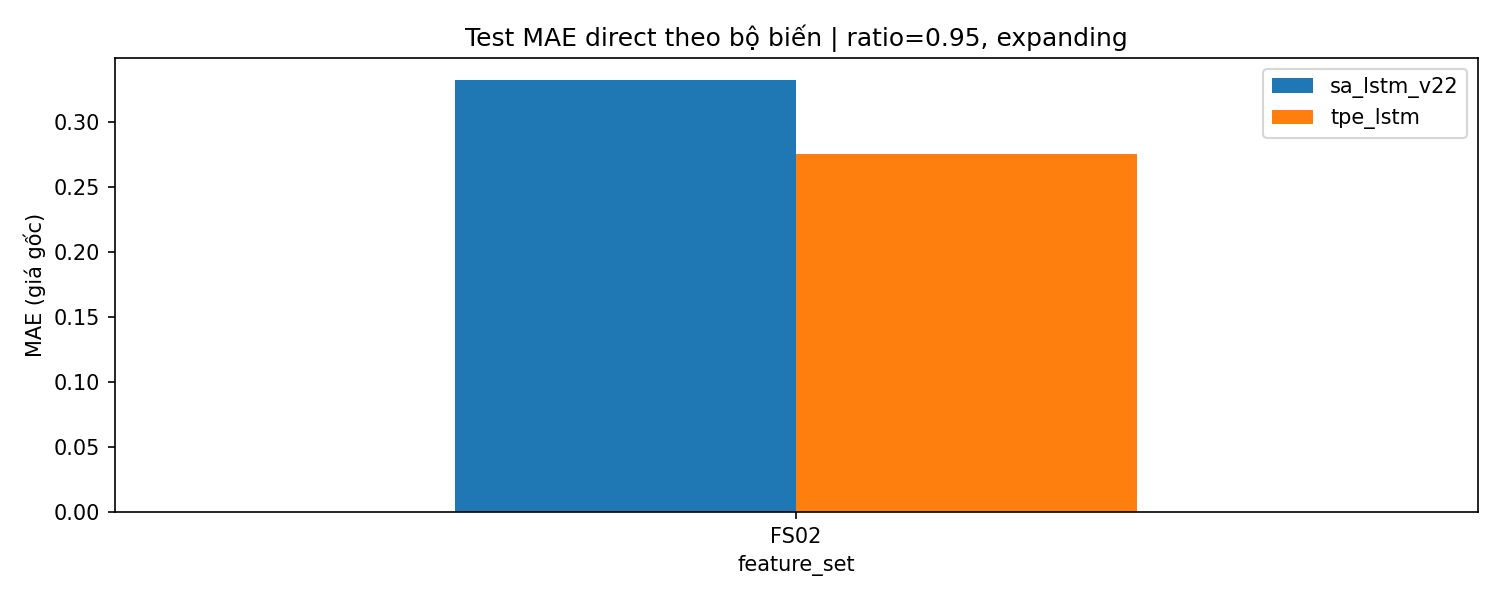 Test MAE direct theo bộ biến | ratio=0.95, expanding
sa_lstm_v22
tpe_lstm
MAE (giá gốc)
0.30
0.25
0.20
0.15
0.10
0.05
0.00
FS02
feature_set